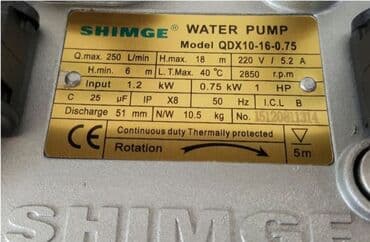 SHIMGE® WATER PUMP
Model QDX10-16-0.75
Q.max. 250 L/min H.max. 18 m 220 V / 5.2 A
H.min. 6 m L.T.Max. 40 °C 2850 r.p.m
Input 1.2 kW 0.75 kW 1 HP
C 25 µF IP X8 50 Hz I.C.L B
Discharge 51 mm N/W 10.5 kg No: 15120811314
CE Continuous duty Thermally protected
Rotation 5m
SHIMGE